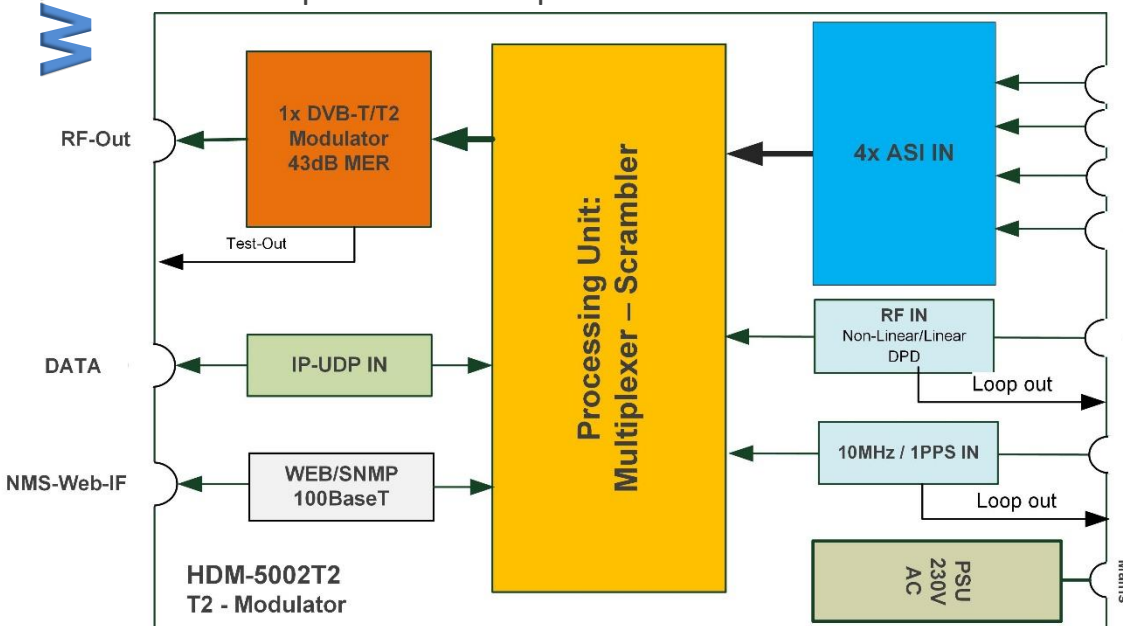 W
RF-Out
1x DVB-T/T2
Modulator
43dB MER
Test-Out
DATA
IP-UDP IN
NMS-Web-IF
WEB/SNMP
100BaseT
HDM-5002T2
T2 - Modulator
Processing Unit:
Multiplexer – Scrambler
4x ASI IN
RF IN
Non-Linear/Linear
DPD
Loop out
10MHz / 1PPS IN
Loop out
PSU
230V
AC